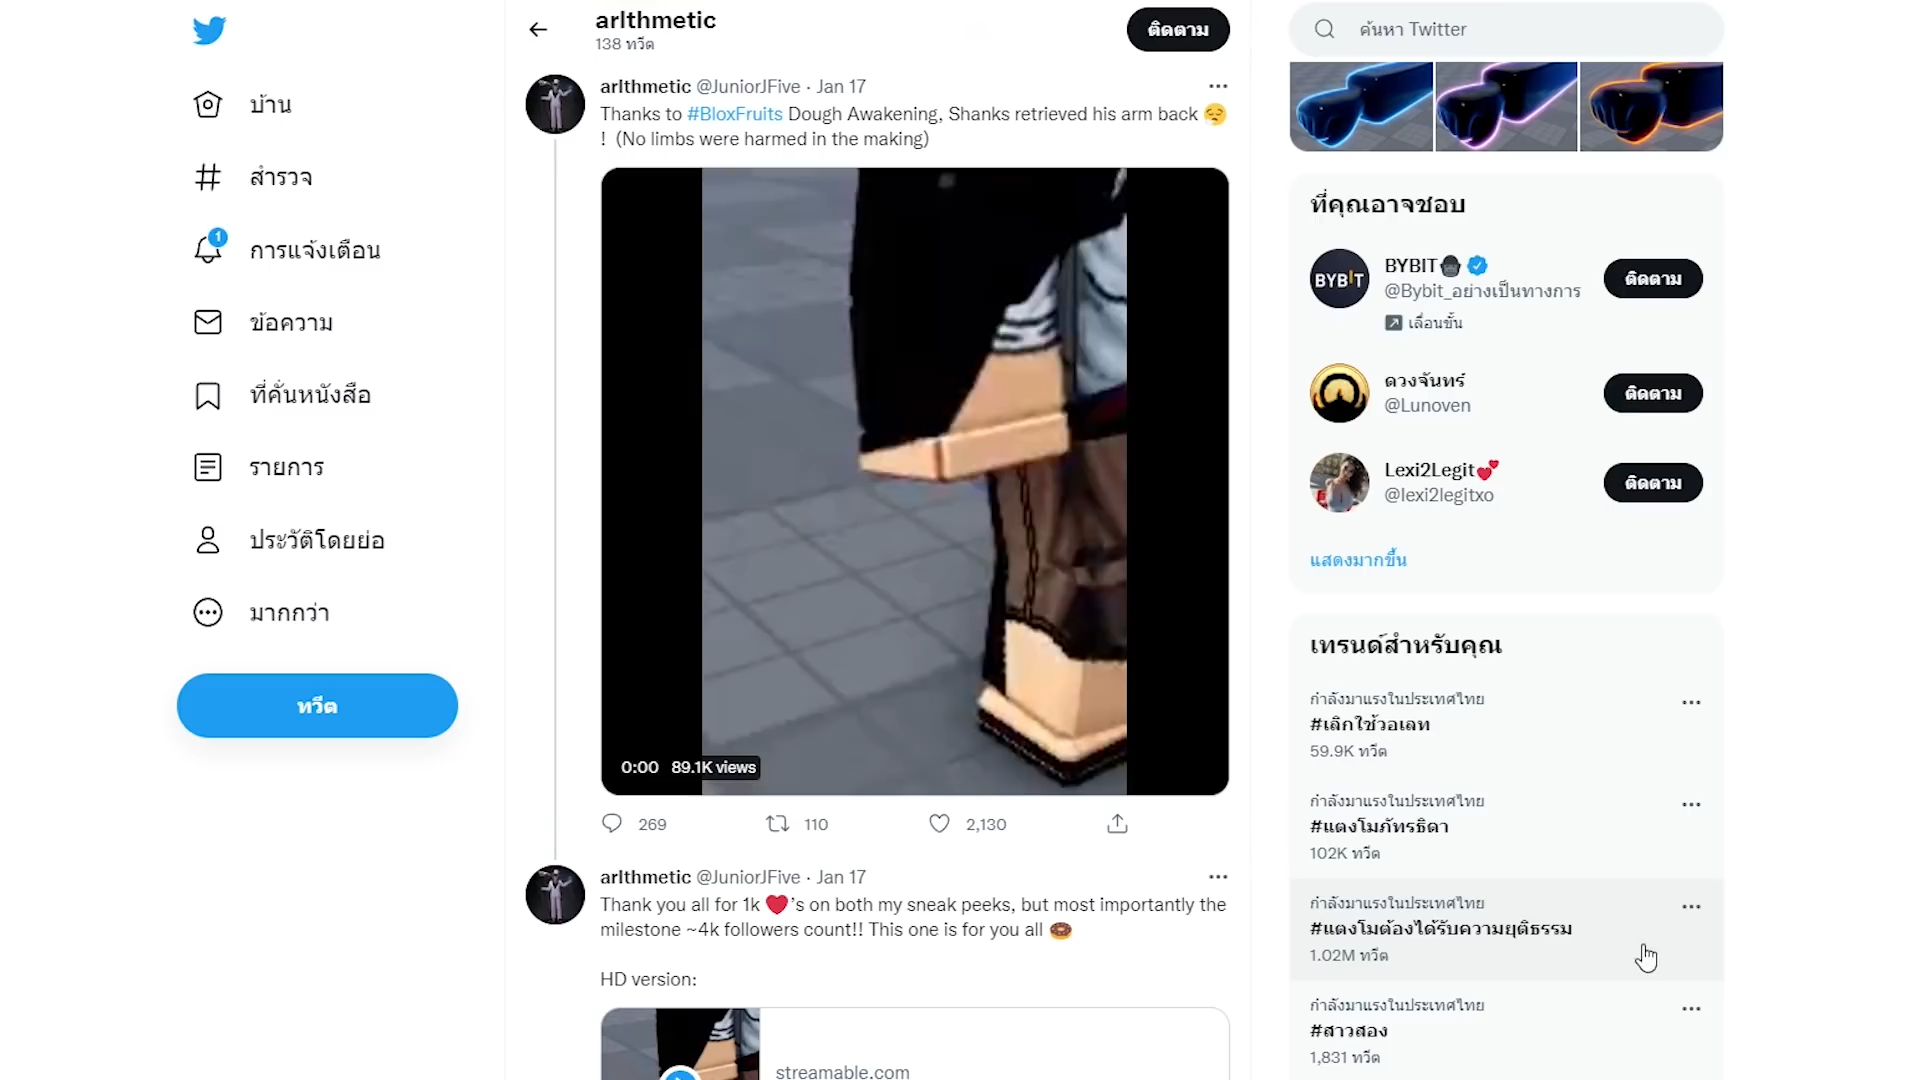 บ้าน
สำรวจ
1
การแจ้งเตือน
ข้อความ
ที่คั่นหนังสือ
รายการ
ประวัติโดยย่อ
มากกว่า
ทวีต
arlthmetic
138 ทวีต
ติดตาม
arlthmetic @JuniorJFive · Jan 17
Thanks to #BloxFruits Dough Awakening, Shanks retrieved his arm back 😪
! (No limbs were harmed in the making)
0:00 89.1K views
269 110 2,130
arlthmetic @JuniorJFive · Jan 17
Thank you all for 1k ❤️'s on both my sneak peeks, but most importantly the
milestone ~4k followers count!! This one is for you all 🍩
HD version:
streamable.com
ค้นหา Twitter
ที่คุณอาจชอบ
BYBIT
BYBIT
@Bybit_อย่างเป็นทางการ
เลื่อนขั้น
ติดตาม
ดวงจันทร์
@Lunoven
ติดตาม
Lexi2Legit💕
@lexi2legitxo
ติดตาม
แสดงมากขึ้น
เทรนด์สำหรับคุณ
กำลังมาแรงในประเทศไทย
#เลิกใช้วอเลท
59.9K ทวีต
กำลังมาแรงในประเทศไทย
#แตงโมภัทรธิดา
102K ทวีต
กำลังมาแรงในประเทศไทย
#แตงโมต้องได้รับความยุติธรรม
1.02M ทวีต
กำลังมาแรงในประเทศไทย
#สาวสอง
1,831 ทวีต